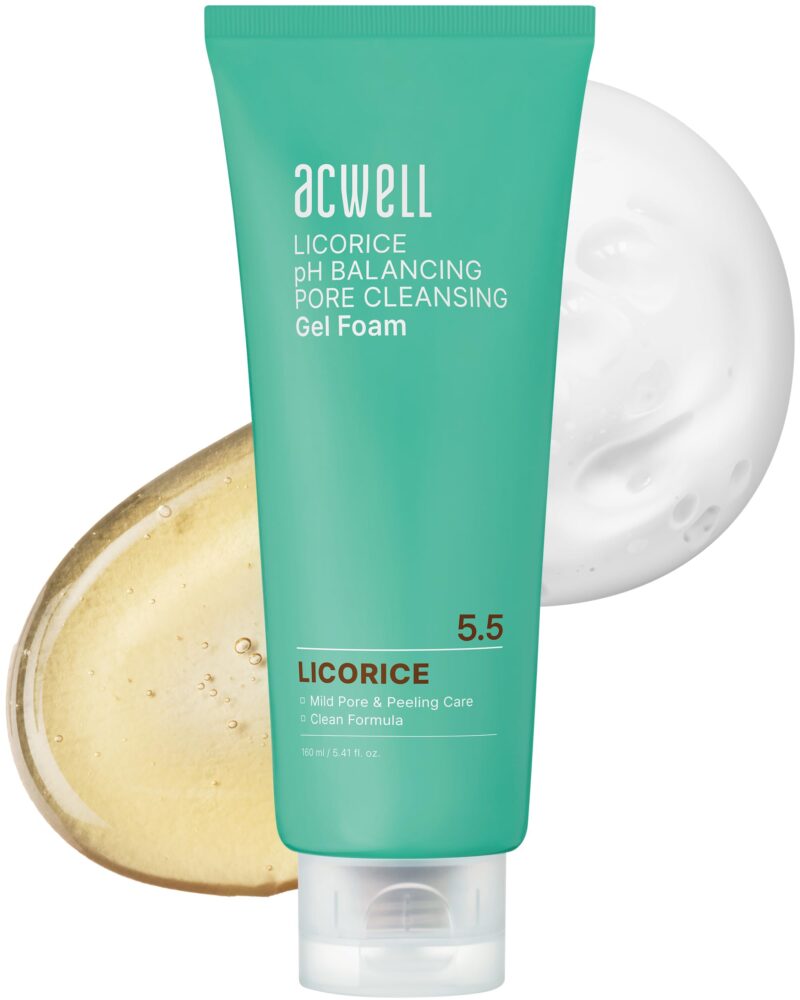 acwell
LICORICE
pH BALANCING
PORE CLEANSING
Gel Foam
5.5
LICORICE
▫ Mild Pore & Peeling Care
▫ Clean Formula
160 ml / 5.41 fl. oz.